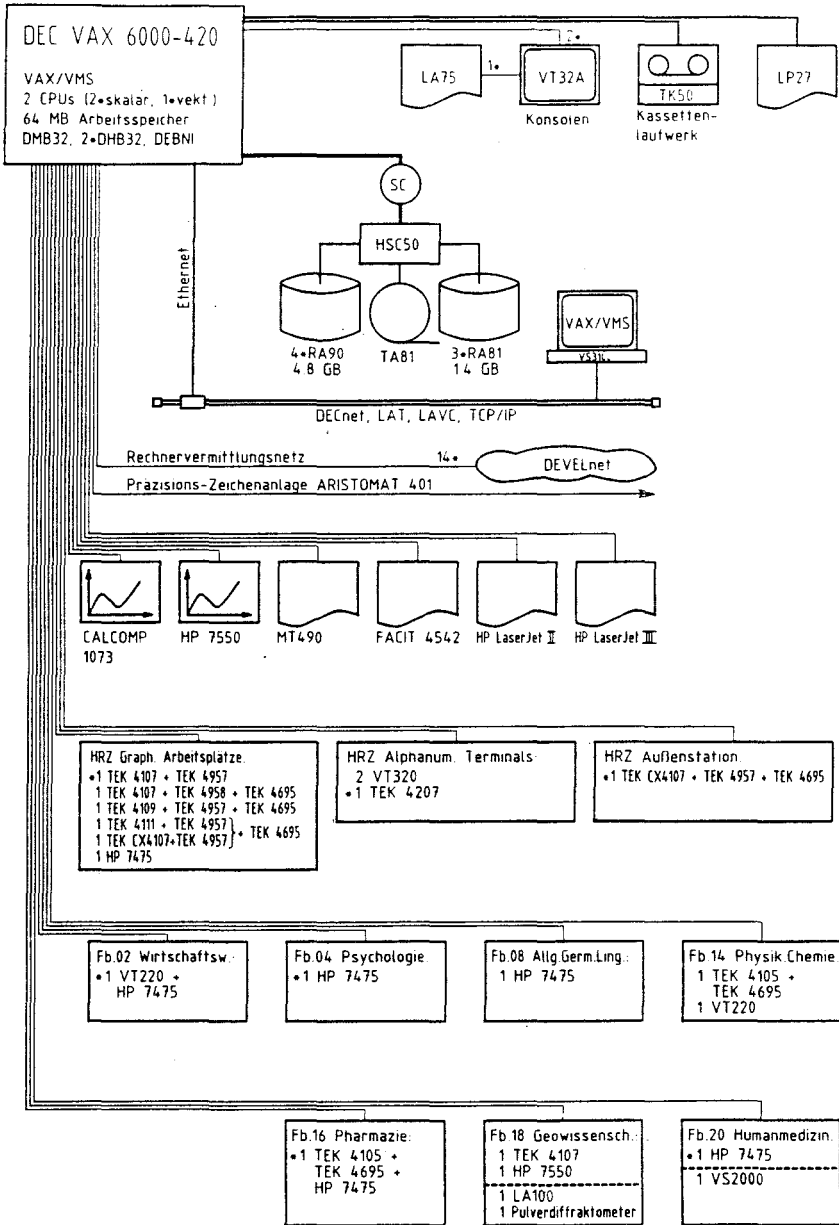 DEC VAX 6000-420
VAX/VMS
2 CPUs (2*skalar, 1*vekt)
64 MB Arbeitsspeicher
DMB32, 2*DHB32, DEBNI
LA75
1*
2*
VT32A
Konsolen
TK50
Kassetten-
laufwerk
LP27
SC
HSC50
Ethernet
4*RA90
4.8 GB
TA81
3*RA81
1.4 GB
VAX/VMS
DECnet, LAT, LAVC, TCP/IP
Rechnervermittlungsnetz
14*
DEVELnet
Präzisions-Zeichenanlage ARISTOMAT 401
CALCOMP
1073
HP 7550
MT490
FACIT 4542
HP LaserJet II
HP LaserJet III
HRZ Graph. Arbeitsplätze:
*1 TEK 4107 + TEK 4957
1 TEK 4107 + TEK 4958 + TEK 4695
1 TEK 4109 + TEK 4957 + TEK 4695
1 TEK 4111 + TEK 4957
1 TEK CX4107+TEK 4957} + TEK 4695
1 HP 7475
HRZ Alphanum. Terminals:
2 VT320
*1 TEK 4207
HRZ Außenstation:
*1 TEK CX4107 + TEK 4957 + TEK 4695
Fb.02 Wirtschaftsw.:
*1 VT220 +
HP 7475
Fb.04 Psychologie:
*1 HP 7475
Fb.08 Allg.Germ.Ling.:
1 HP 7475
Fb.14 Physik.Chemie:
1 TEK 4105 +
TEK 4695
1 VT220
Fb.16 Pharmazie:
*1 TEK 4105 +
TEK 4695 +
HP 7475
Fb.18 Geowissensch.:
1 TEK 4107
1 HP 7550
1 LA100
1 Pulverdiffraktometer
Fb.20 Humanmedizin:
*1 HP 7475
1 VS2000